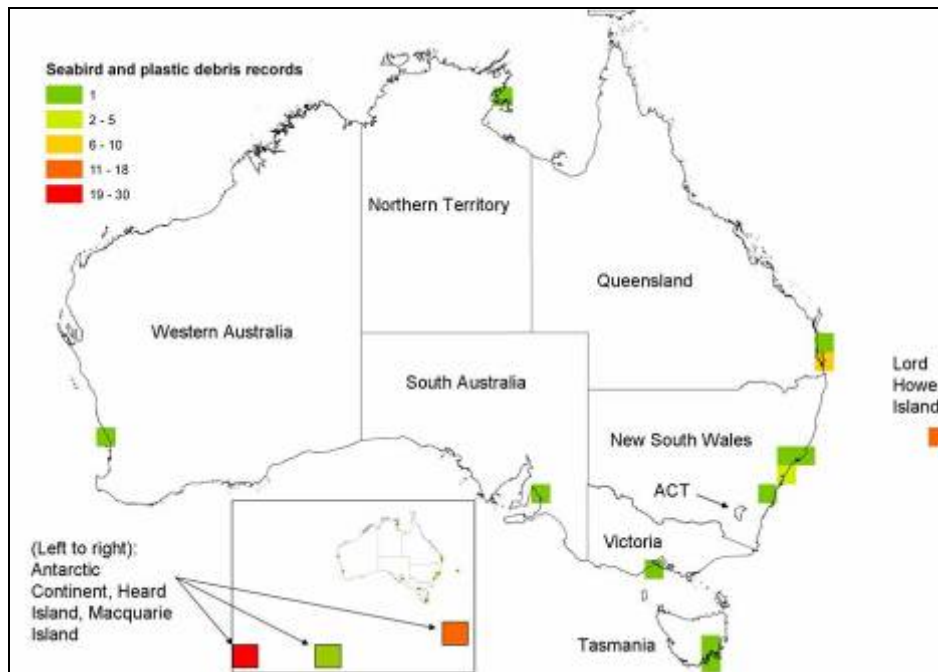 Seabird and plastic debris records
1
2 - 5
6 - 10
11 - 18
19 - 30
Northern Territory
Queensland
Western Australia
South Australia
Lord
Howe
Island
New South Wales
ACT
Victoria
(Left to right):
Antarctic
Continent, Heard
Island, Macquarie
Island
Tasmania